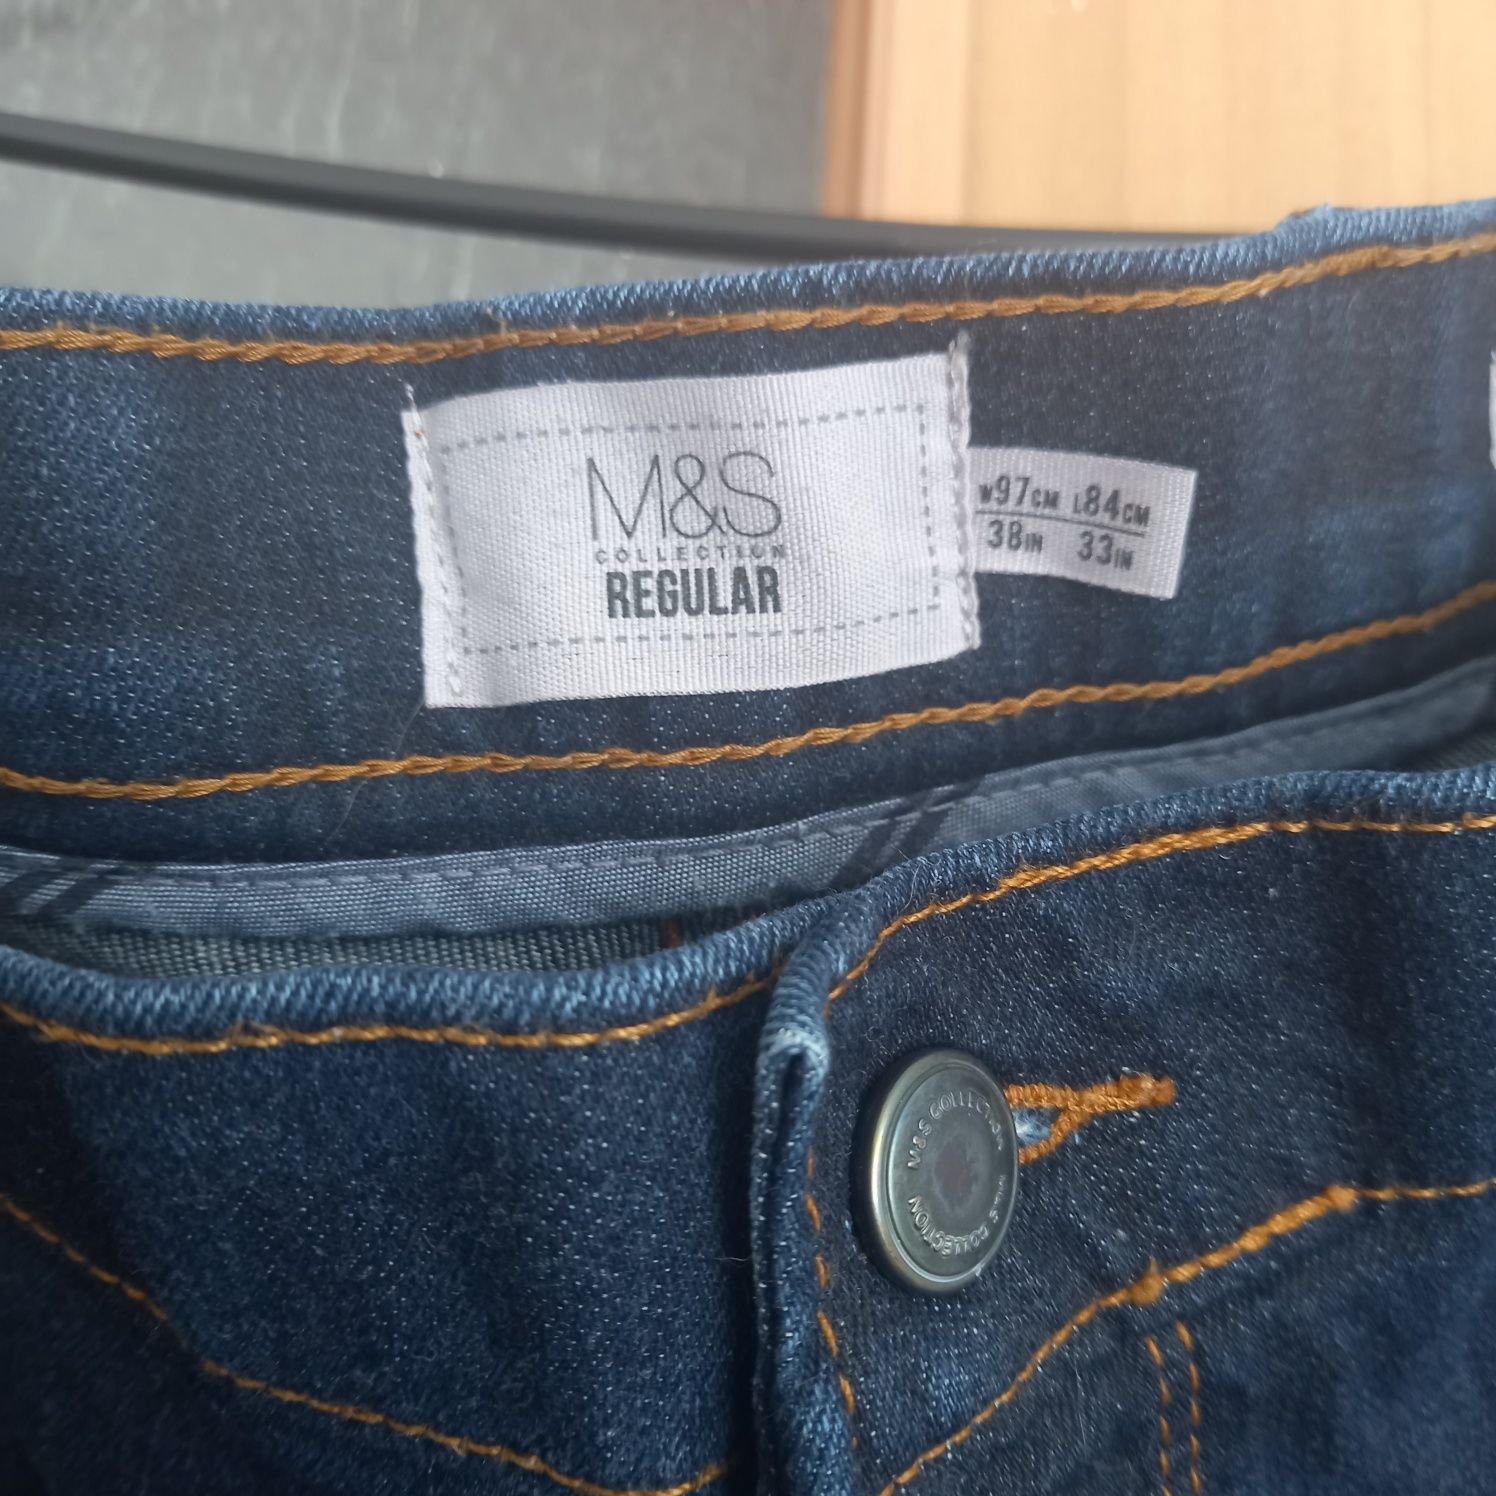 M&S
COLLECTION
REGULAR
W97CM L84CM
38IN 33IN
M&S COLLECTION
M&S COLLECTION